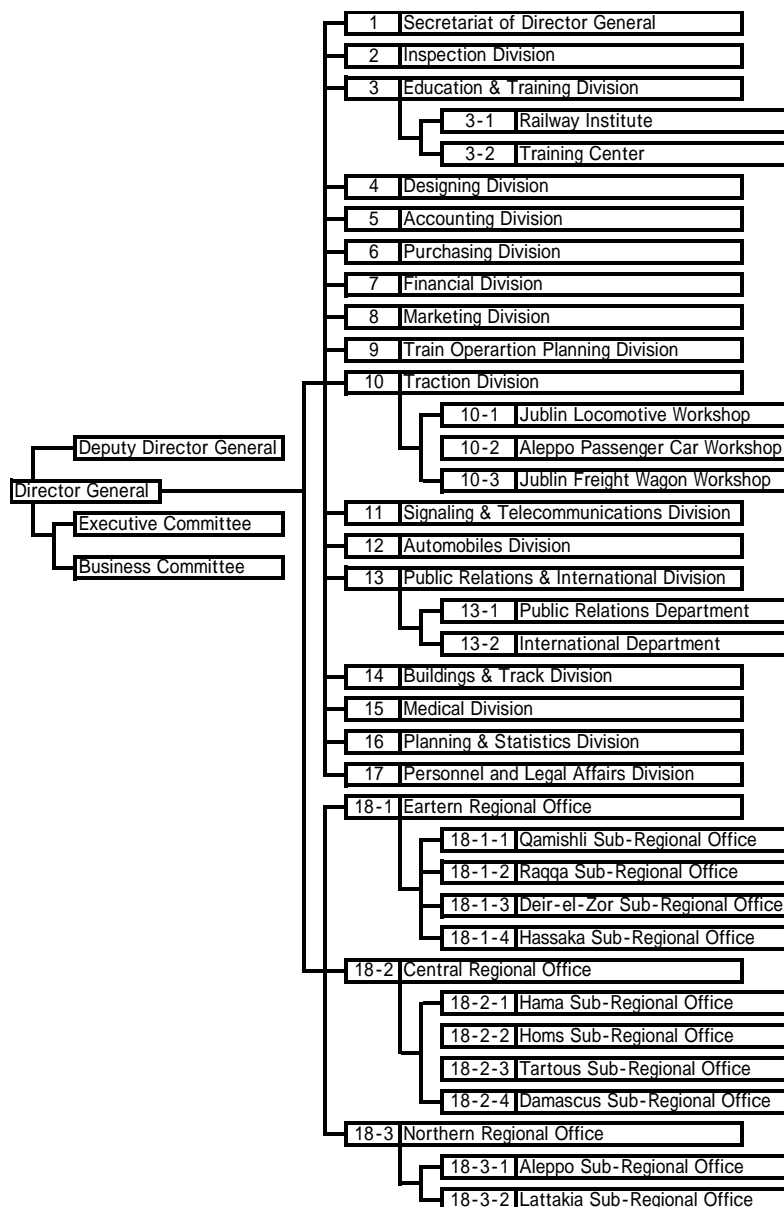 1 Secretariat of Director General
2 Inspection Division
3 Education & Training Division
3-1 Railway Institute
3-2 Training Center
4 Designing Division
5 Accounting Division
6 Purchasing Division
7 Financial Division
8 Marketing Division
9 Train Operartion Planning Division
10 Traction Division
10-1 Jublin Locomotive Workshop
Deputy Director General
10-2 Aleppo Passenger Car Workshop
10-3 Jublin Freight Wagon Workshop
Director General
11 Signaling & Telecommunications Division
Executive Committee
12 Automobiles Division
Business Committee
13 Public Relations & International Division
13-1 Public Relations Department
13-2 International Department
14 Buildings & Track Division
15 Medical Division
16 Planning & Statistics Division
17 Personnel and Legal Affairs Division
18-1 Eartern Regional Office
18-1-1 Qamishli Sub-Regional Office
18-1-2 Raqqa Sub-Regional Office
18-1-3 Deir-el-Zor Sub-Regional Office
18-1-4 Hassaka Sub-Regional Office
18-2 Central Regional Office
18-2-1 Hama Sub-Regional Office
18-2-2 Homs Sub-Regional Office
18-2-3 Tartous Sub-Regional Office
18-2-4 Damascus Sub-Regional Office
18-3 Northern Regional Office
18-3-1 Aleppo Sub-Regional Office
18-3-2 Lattakia Sub-Regional Office